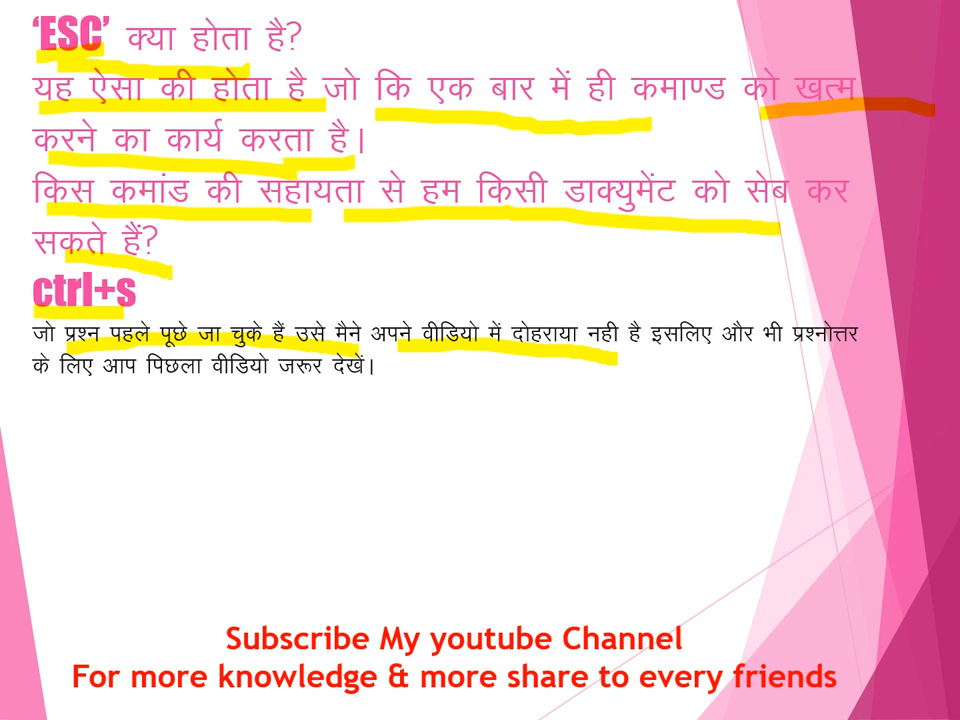 ‘ESC’ क्या होता है?
यह ऐसा की होता है जो कि एक बार में ही कमाण्ड को खत्म
करने का कार्य करता है।
किस कमांड की सहायता से हम किसी डाक्युमेंट को सेब कर
सकते हैं?
ctrl+s
जो प्रश्न पहले पूछे जा चुके हैं उसे मैने अपने वीडियो में दोहराया नही है इसलिए और भी प्रश्नोत्तर
के लिए आप पिछला वीडियो जरूर देखें।
Subscribe My youtube Channel
For more knowledge & more share to every friends